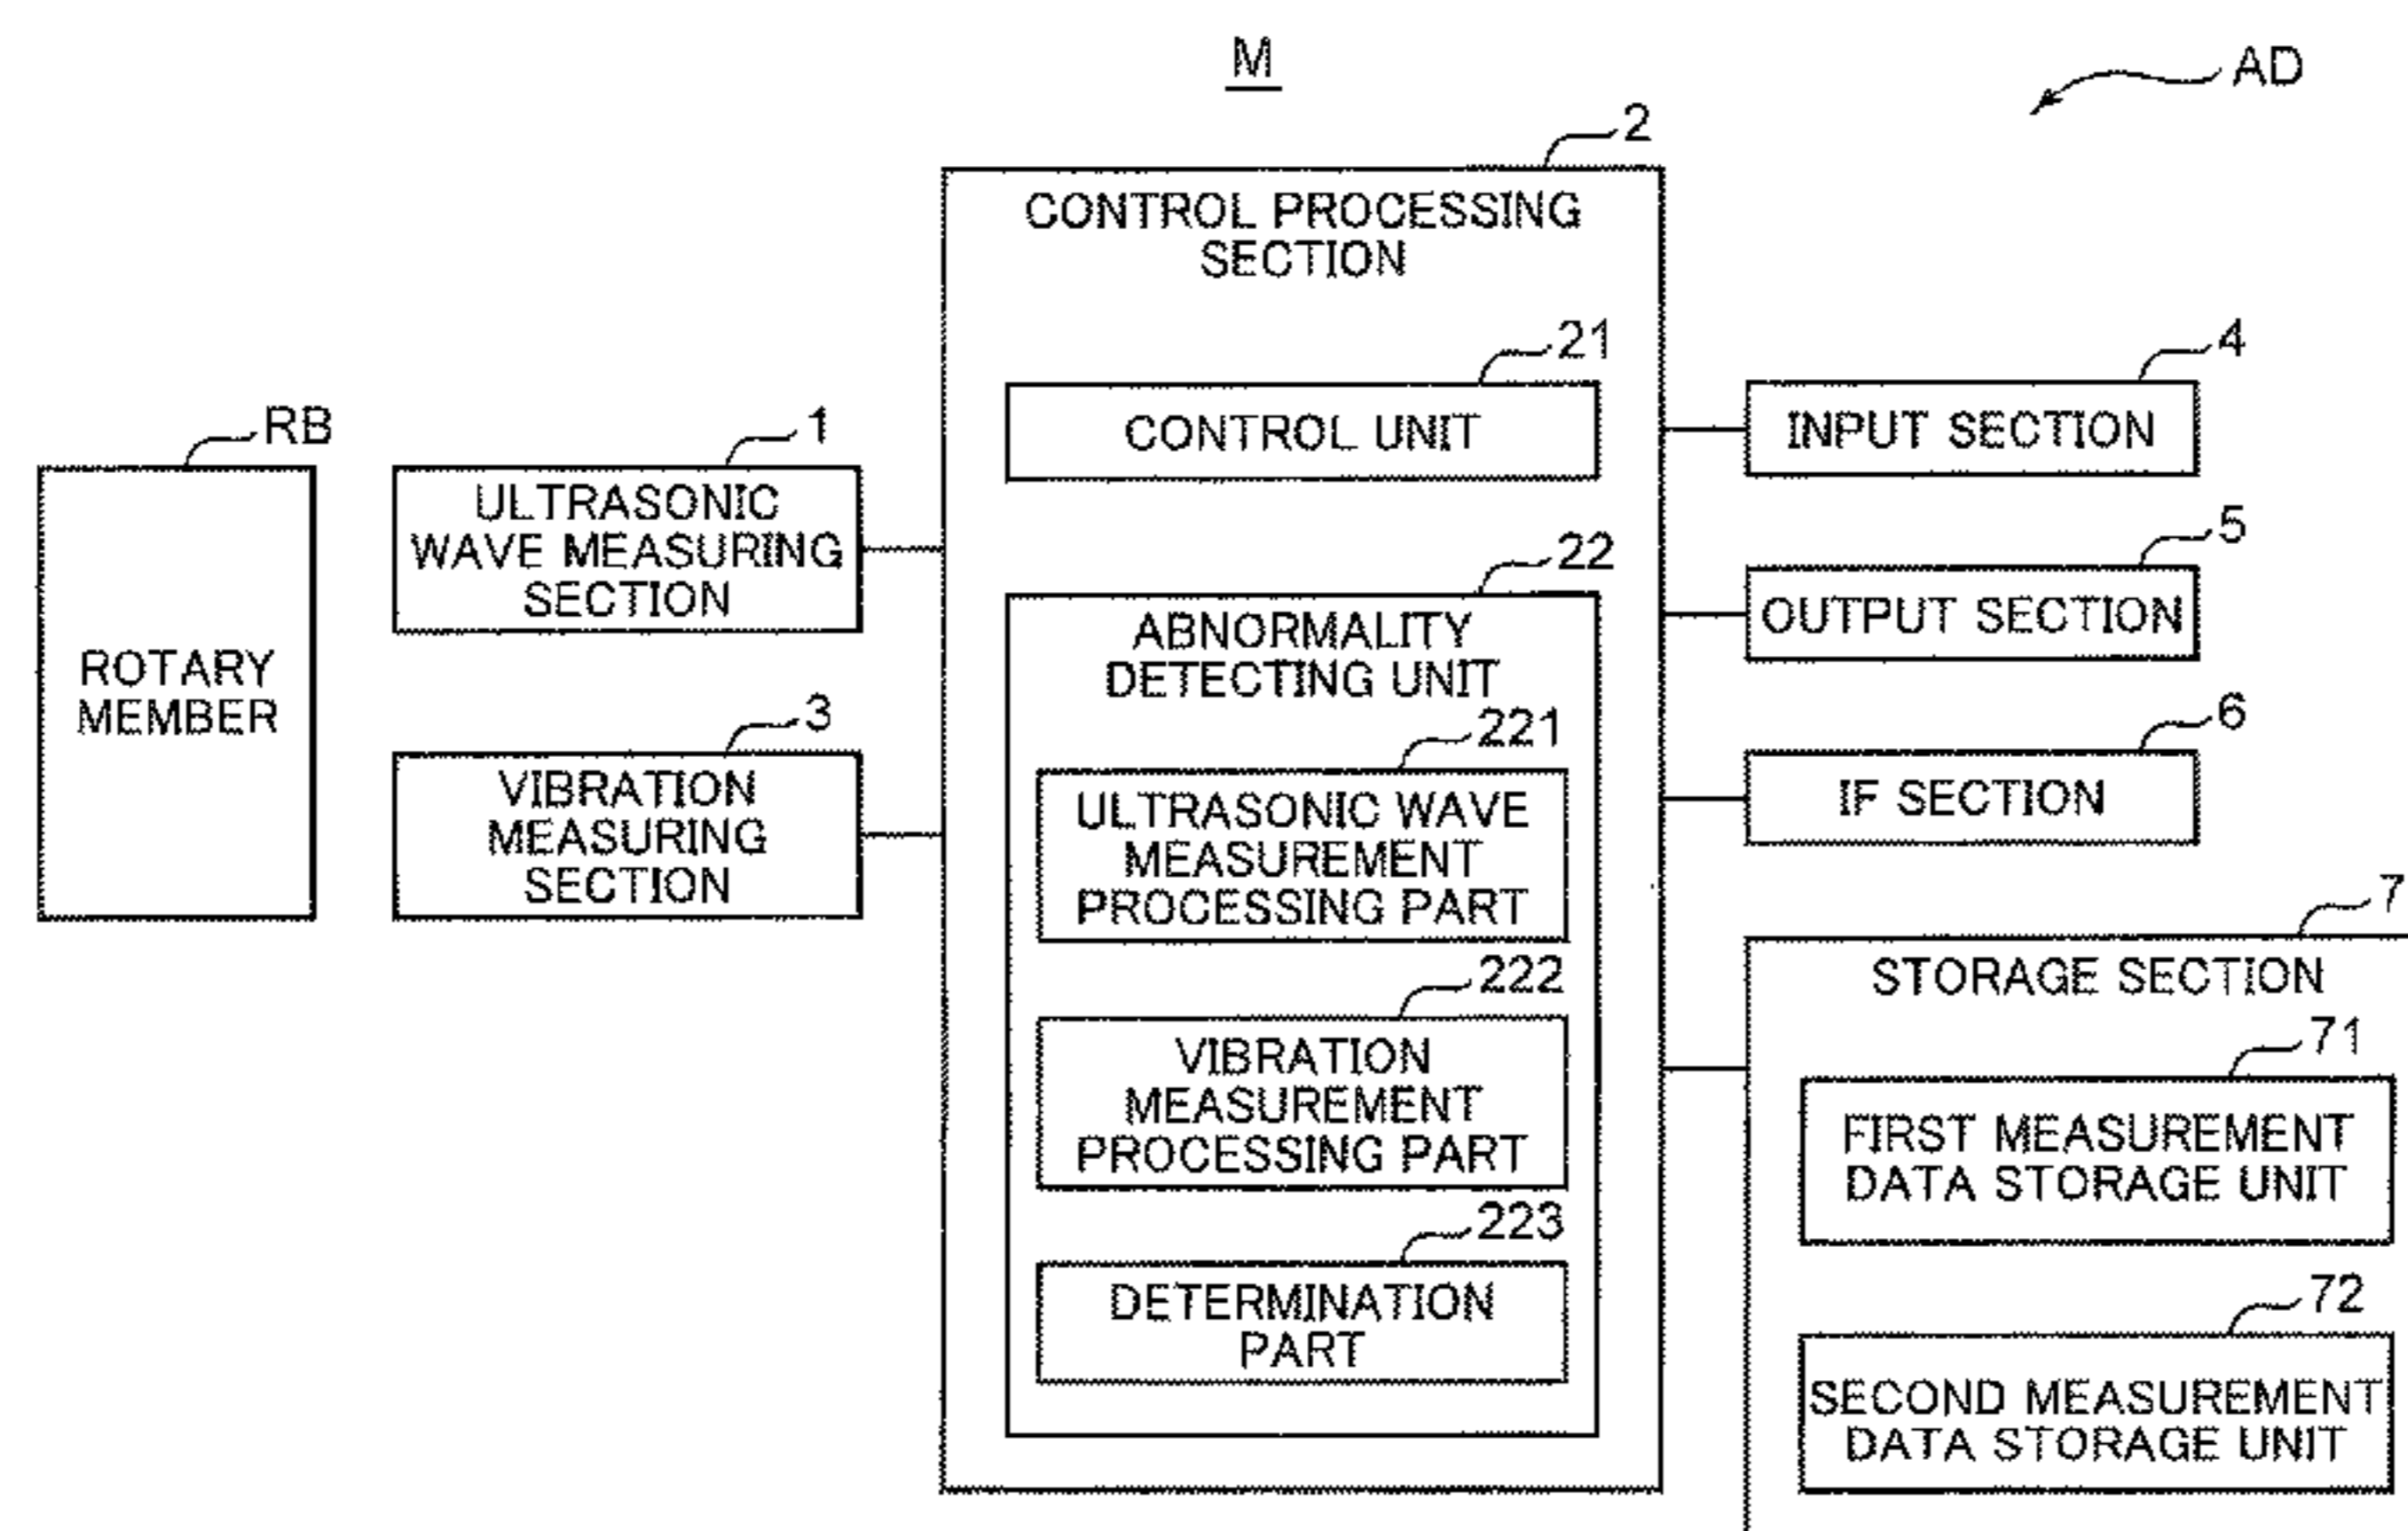 M
AD
2
CONTROL PROCESSING
SECTION
21
CONTROL UNIT
RB
ROTARY
MEMBER
1
ULTRASONIC
WAVE MEASURING
SECTION
3
VIBRATION
MEASURING
SECTION
22
ABNORMALITY
DETECTING UNIT
221
ULTRASONIC WAVE
MEASUREMENT
PROCESSING PART
222
VIBRATION
MEASUREMENT
PROCESSING PART
223
DETERMINATION
PART
4
INPUT SECTION
5
OUTPUT SECTION
6
IF SECTION
7
STORAGE SECTION
71
FIRST MEASUREMENT
DATA STORAGE UNIT
72
SECOND MEASUREMENT
DATA STORAGE UNIT